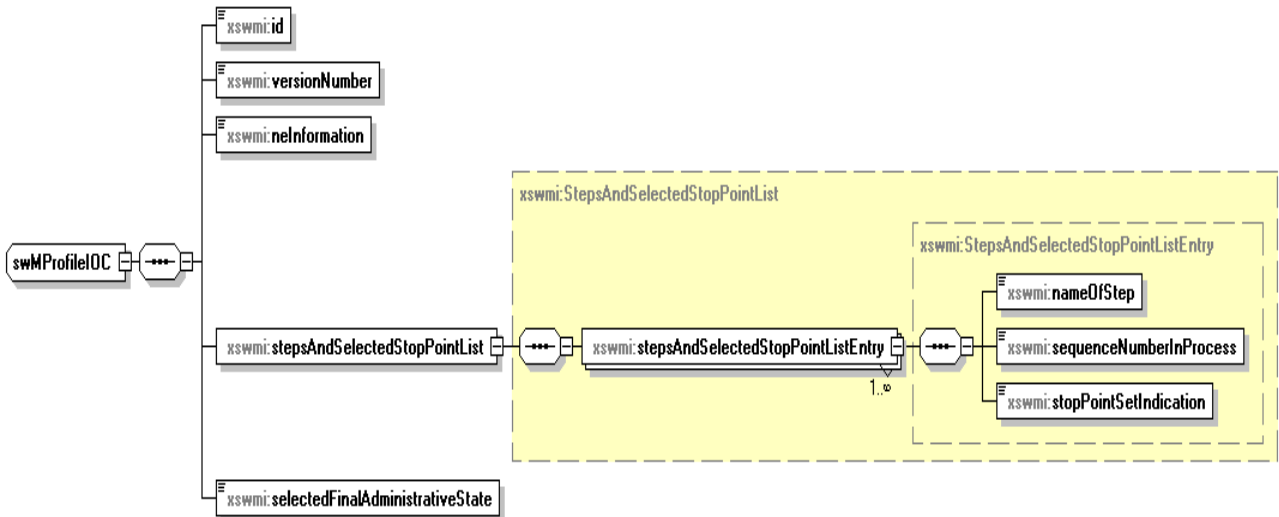 xswmi:id
xswmi:versionNumber
xswmi:neInformation
xswmi:StepsAndSelectedStopPointList
xswmi:StepsAndSelectedStopPointListEntry
swMProfileIOC
xswmi:nameOfStep
xswmi:stepsAndSelectedStopPointList
xswmi:stepsAndSelectedStopPointListEntry
xswmi:sequenceNumberInProcess
1..∞
xswmi:stopPointSetIndication
xswmi:selectedFinalAdministrativeState